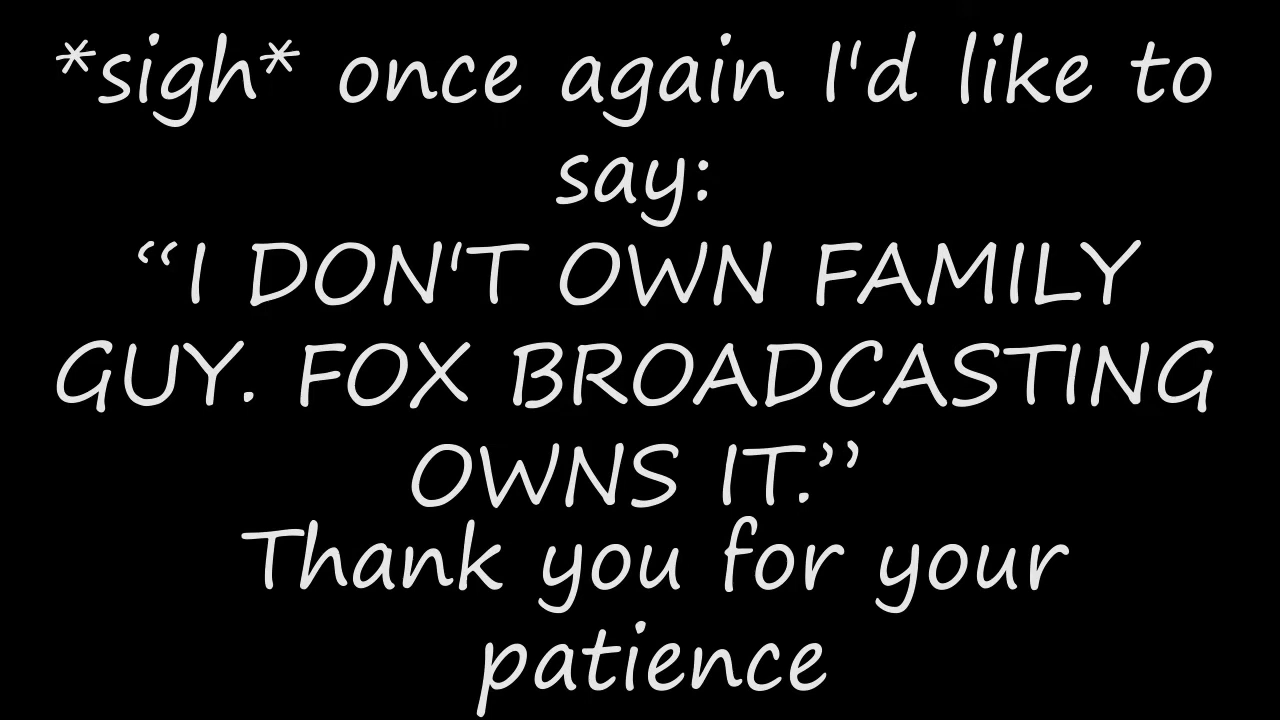 *sigh* once again I'd like to
say:
“I DON'T OWN FAMILY
GUY. FOX BROADCASTING
OWNS IT.”
Thank you for your
patience